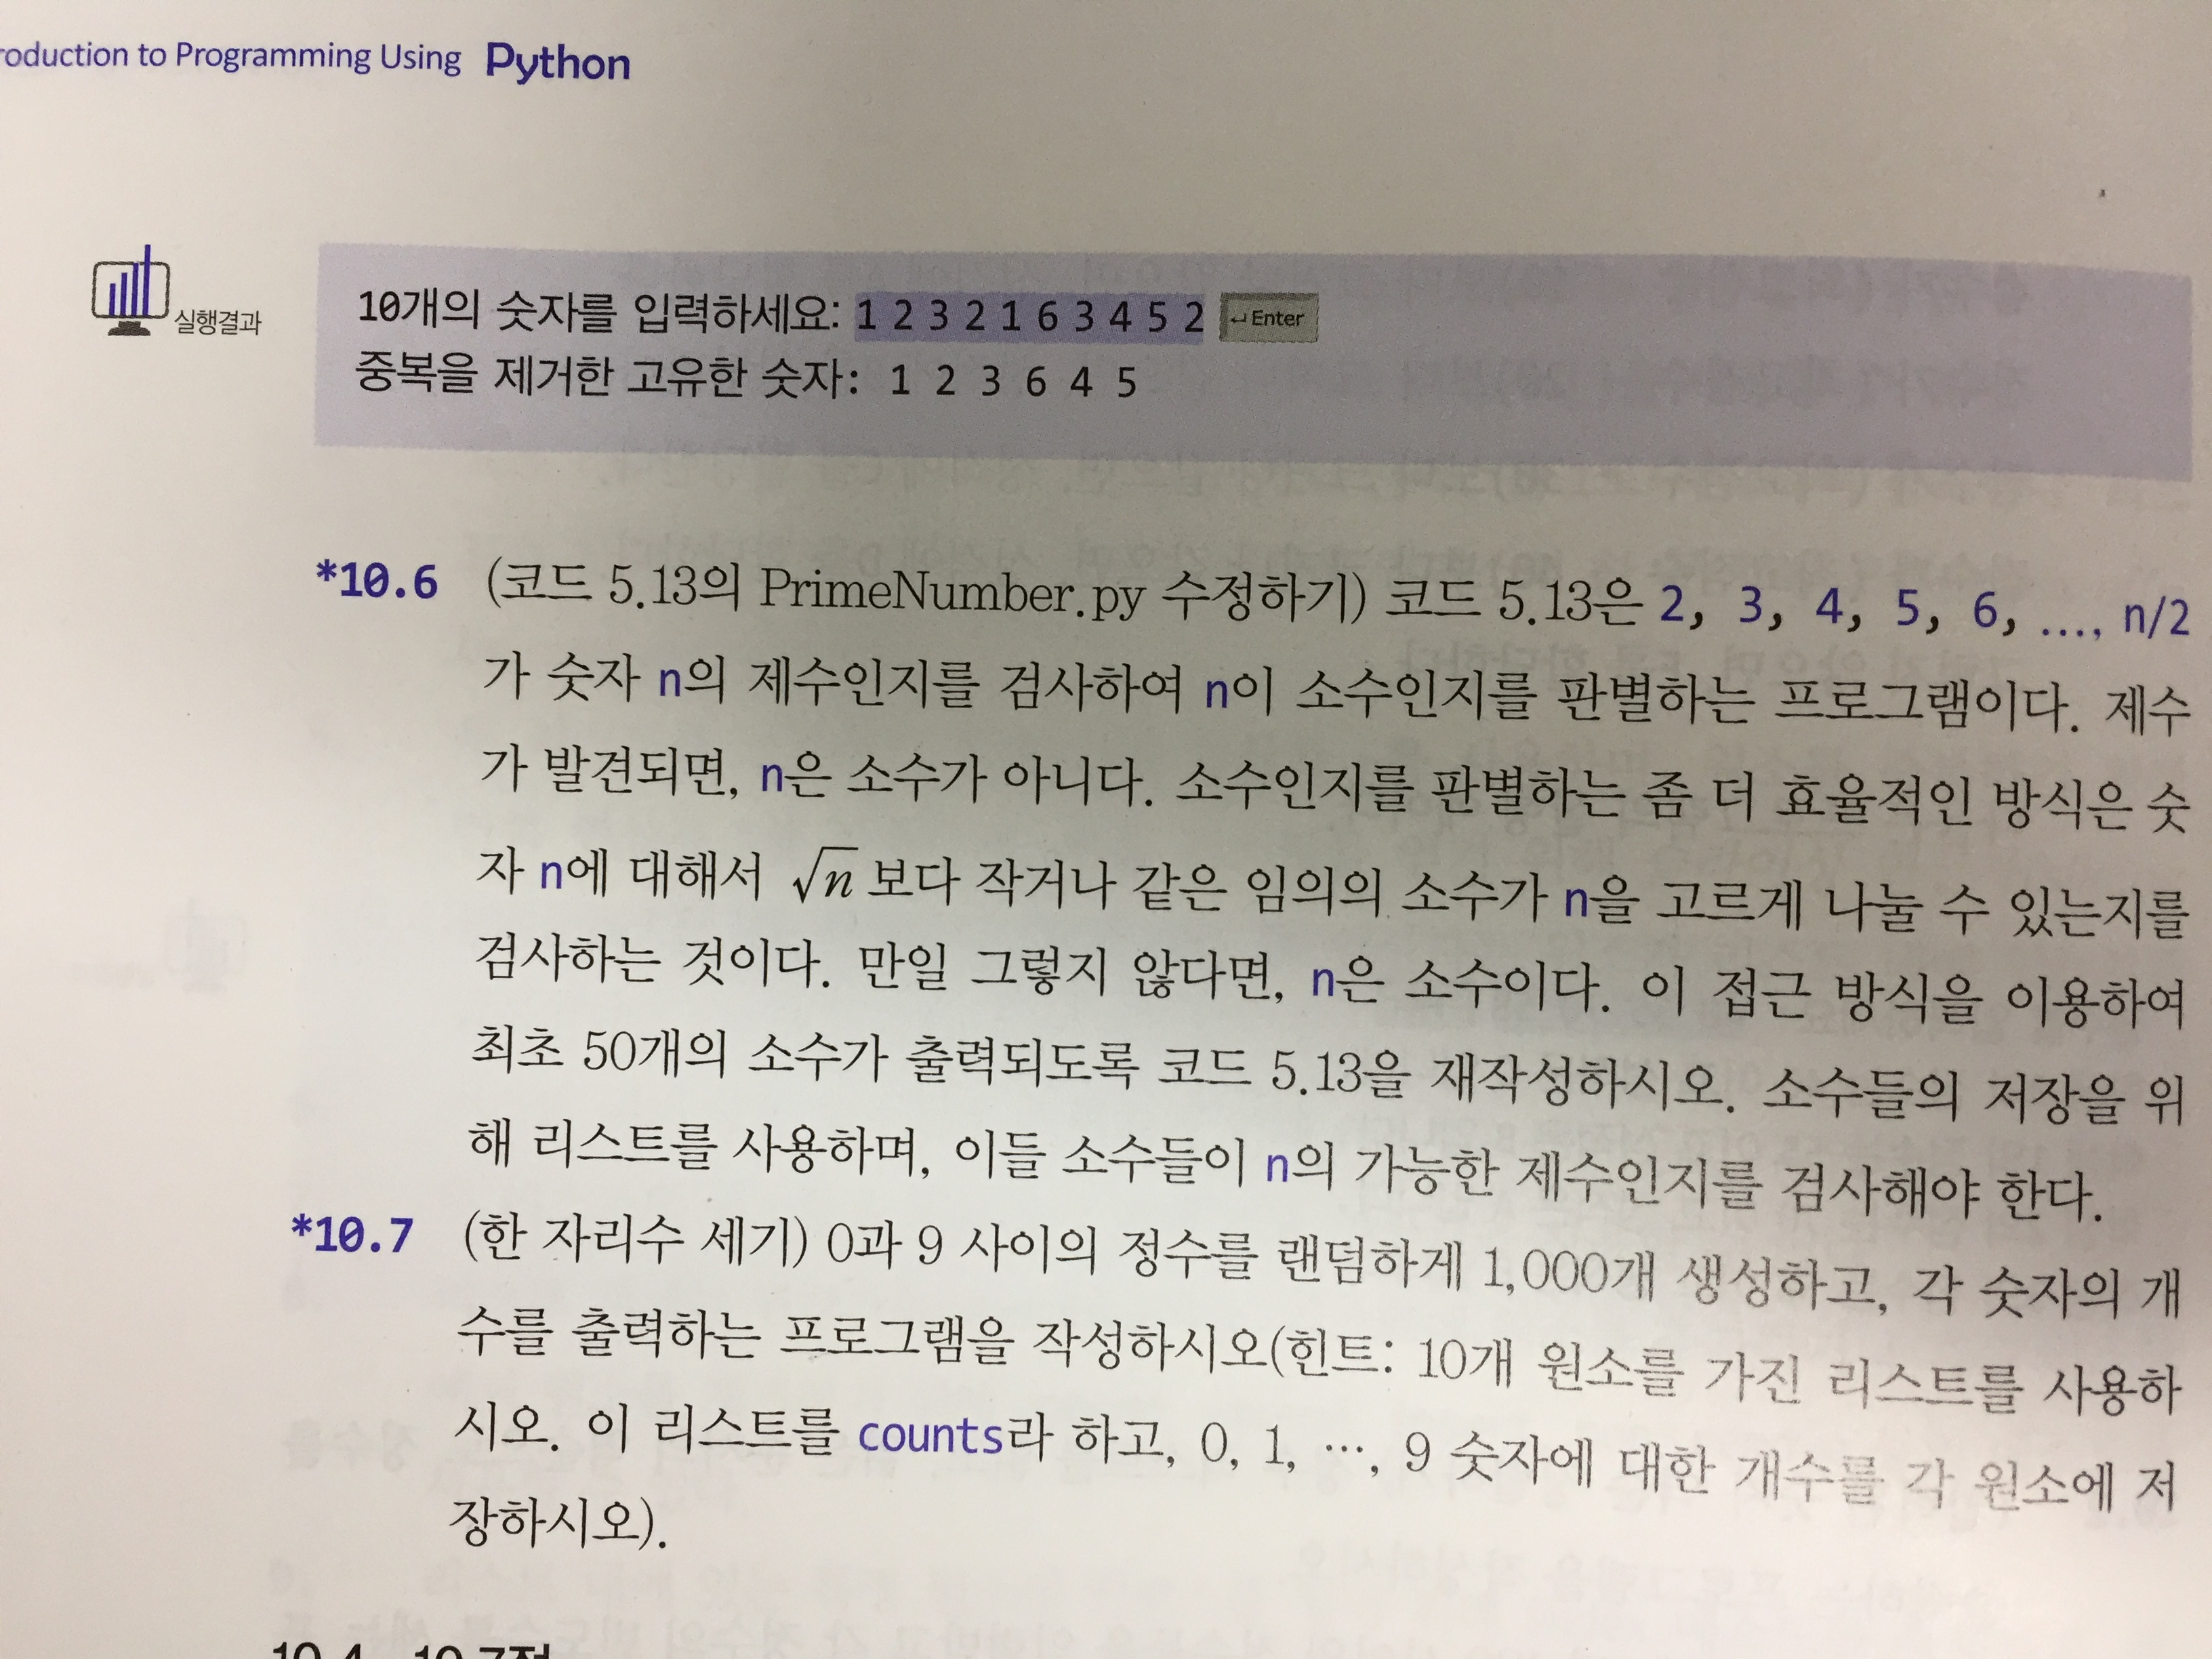 roduction to Programming Using Python
실행결과
10개의 숫자를 입력하세요: 1 2 3 2 1 6 3 4 5 2 ↵Enter
중복을 제거한 고유한 숫자: 1 2 3 6 4 5
*10.6 (코드 5.13의 PrimeNumber.py 수정하기) 코드 5.13은 2, 3, 4, 5, 6, ..., n/2
가 숫자 n의 제수인지를 검사하여 n이 소수인지를 판별하는 프로그램이다. 제수
가 발견되면, n은 소수가 아니다. 소수인지를 판별하는 좀 더 효율적인 방식은 숫
자 n에 대해서 √n 보다 작거나 같은 임의의 소수가 n을 고르게 나눌 수 있는지를
검사하는 것이다. 만일 그렇지 않다면, n은 소수이다. 이 접근 방식을 이용하여
최초 50개의 소수가 출력되도록 코드 5.13을 재작성하시오. 소수들의 저장을 위
해 리스트를 사용하며, 이들 소수들이 n의 가능한 제수인지를 검사해야 한다.
*10.7 (한 자리수 세기) 0과 9 사이의 정수를 랜덤하게 1,000개 생성하고, 각 숫자의 개
수를 출력하는 프로그램을 작성하시오(힌트: 10개 원소를 가진 리스트를 사용하
시오. 이 리스트를 counts라 하고, 0, 1, …, 9 숫자에 대한 개수를 각 원소에 저
장하시오).